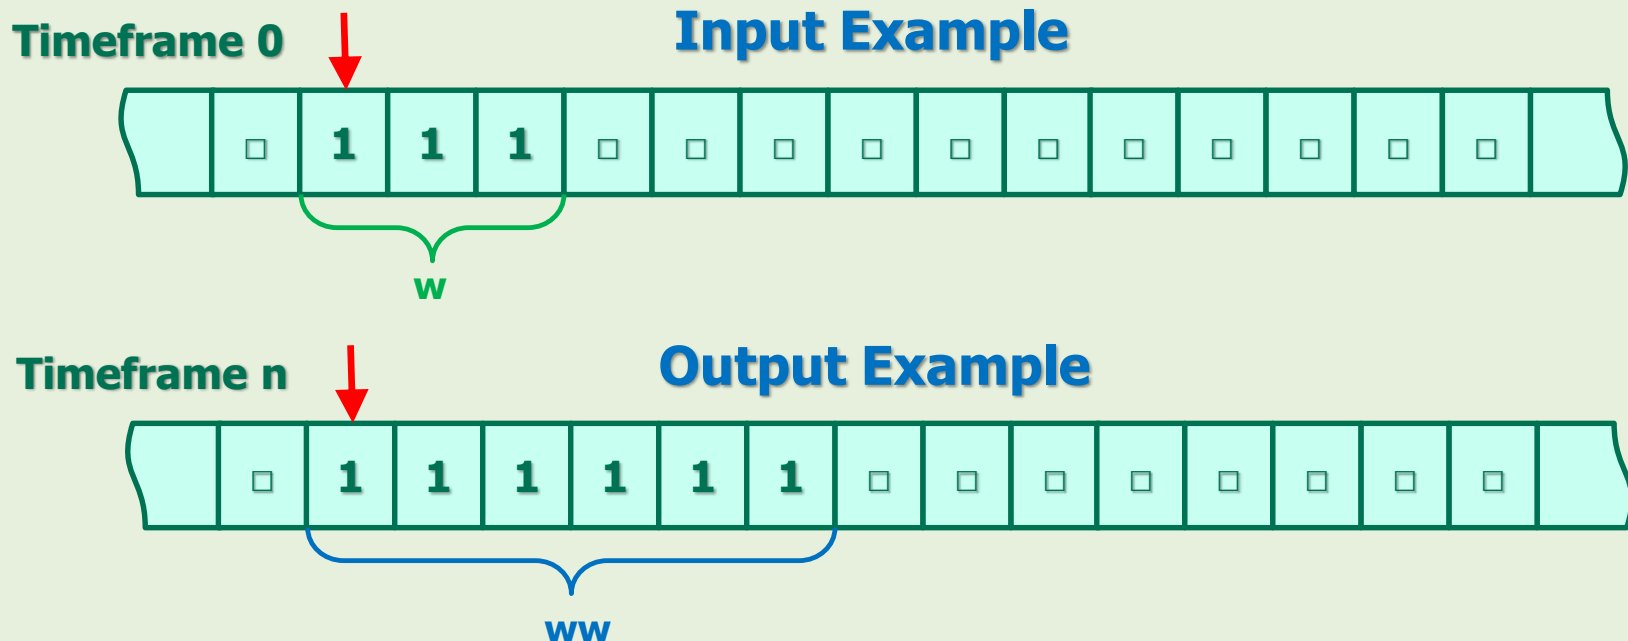 Input Example
Timeframe 0
□ 1 1 1 □ □ □ □ □ □ □ □ □ □ □
w
Output Example
Timeframe n
□ 1 1 1 1 1 1 □ □ □ □ □ □ □ □
ww